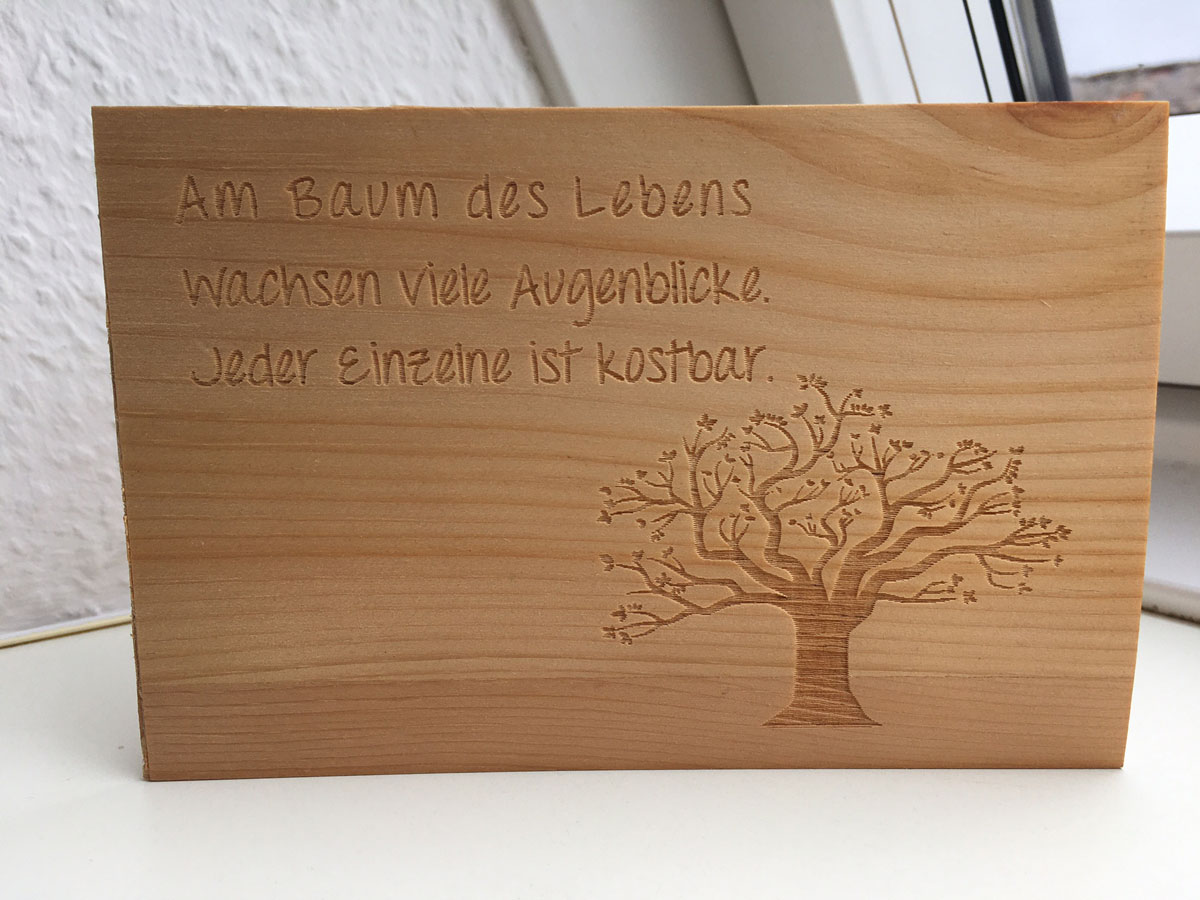 Am Baum des Lebens
Wachsen viele Augenblicke.
Jeder Einzelne ist kostbar.